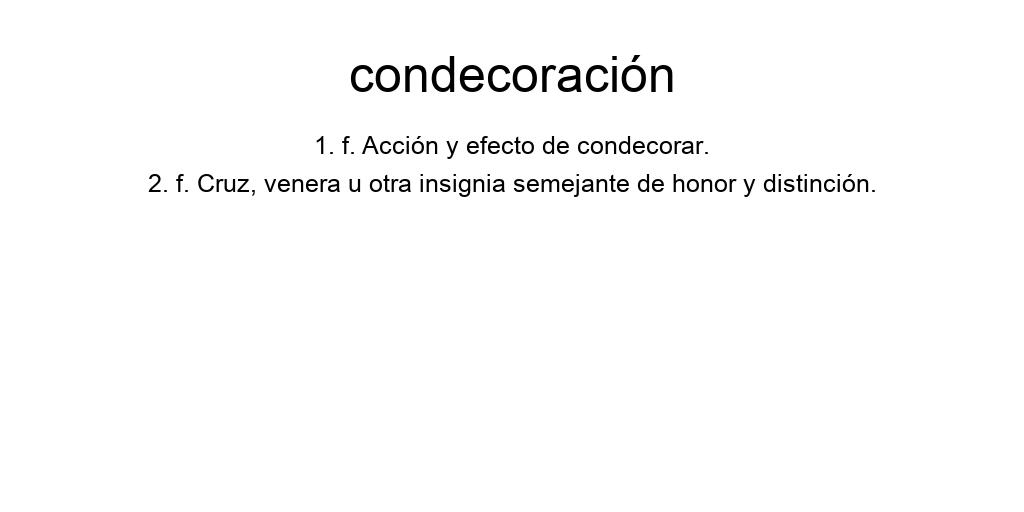 condecoración
1. f. Acción y efecto de condecorar.
2. f. Cruz, venera u otra insignia semejante de honor y distinción.